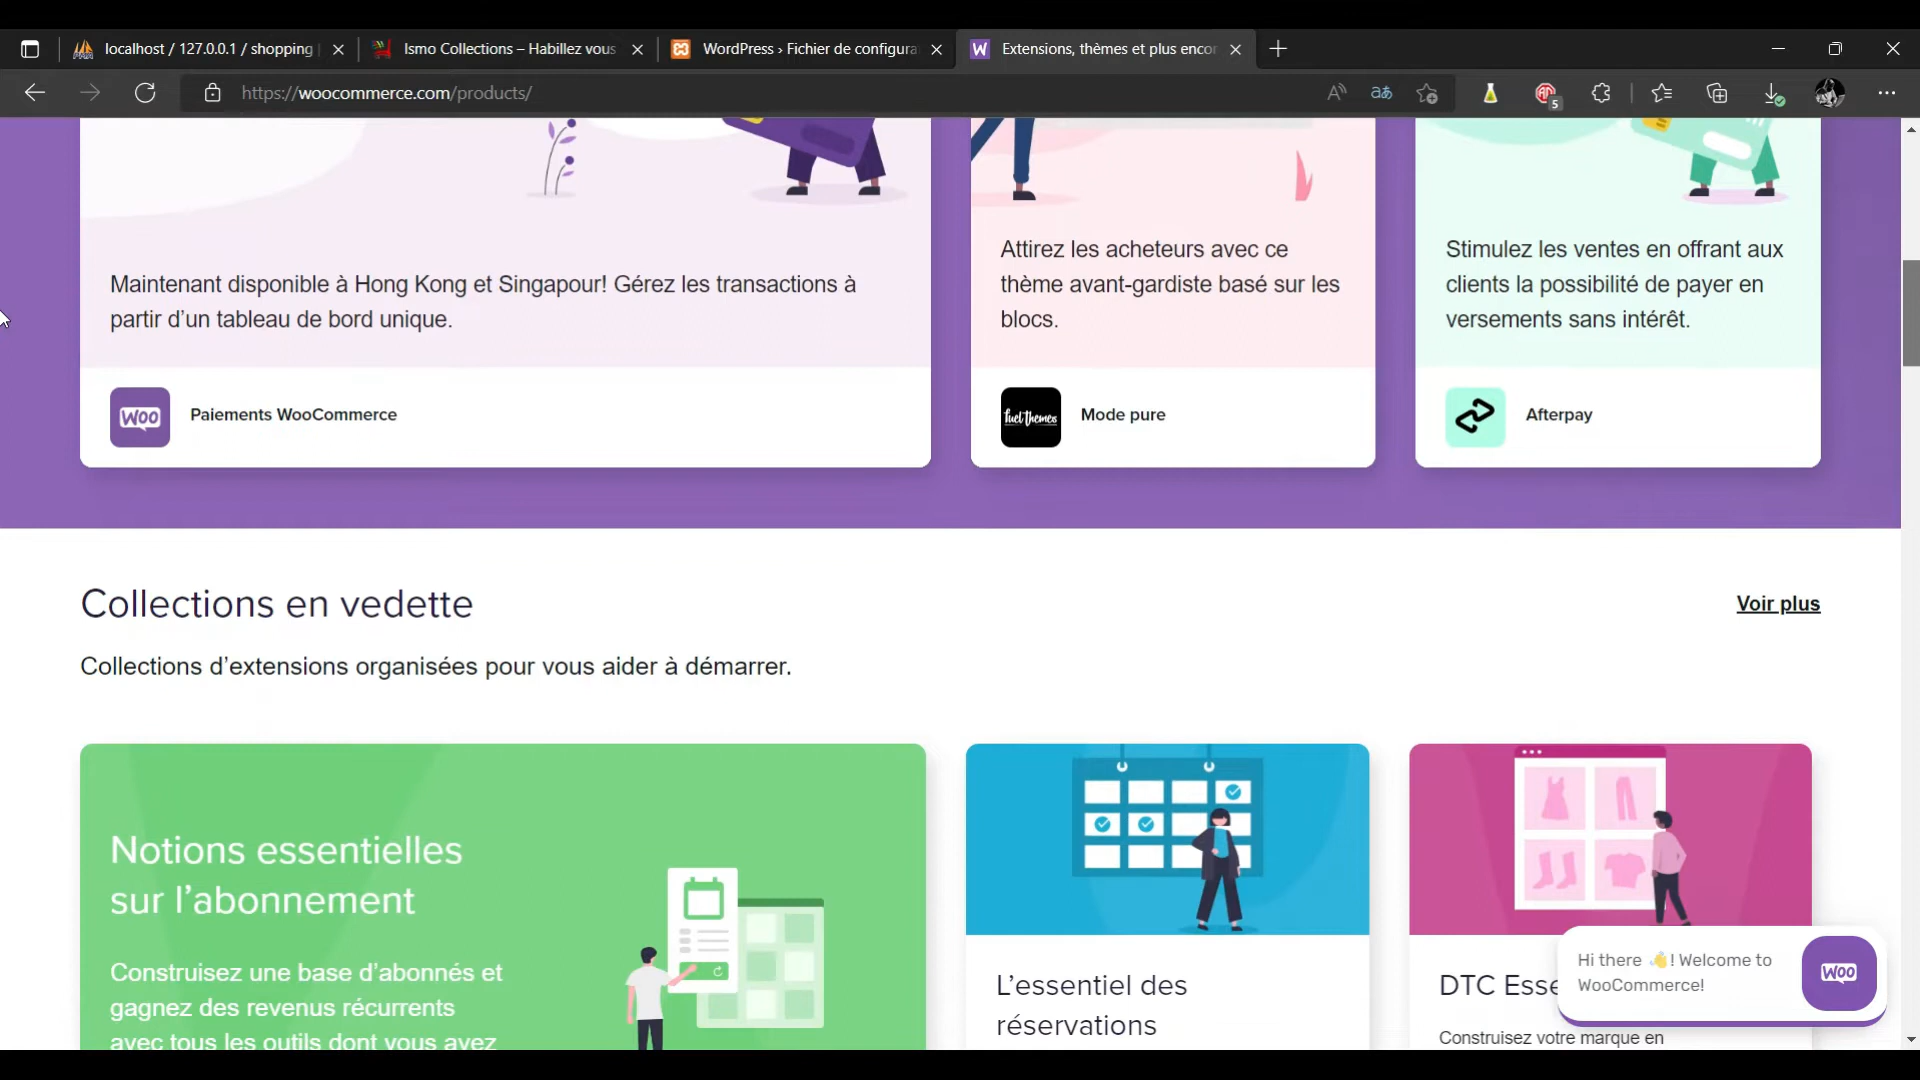 localhost / 127.0.0.1 / shopping
Ismo Collections – Habillez vous
WordPress › Fichier de configura
Extensions, thèmes et plus encor
https://woocommerce.com/products/
5
Maintenant disponible à Hong Kong et Singapour! Gérez les transactions à
partir d’un tableau de bord unique.
Woo
Paiements WooCommerce
Attirez les acheteurs avec ce
thème avant-gardiste basé sur les
blocs.
fuel themes
Mode pure
Stimulez les ventes en offrant aux
clients la possibilité de payer en
versements sans intérêt.
Afterpay
Collections en vedette
Voir plus
Collections d’extensions organisées pour vous aider à démarrer.
Notions essentielles
sur l’abonnement
Construisez une base d’abonnés et
gagnez des revenus récurrents
avec tous les outils dont vous avez
L’essentiel des
réservations
DTC Esse
Construisez votre marque en
Hi there 👋! Welcome to
WooCommerce!
Woo